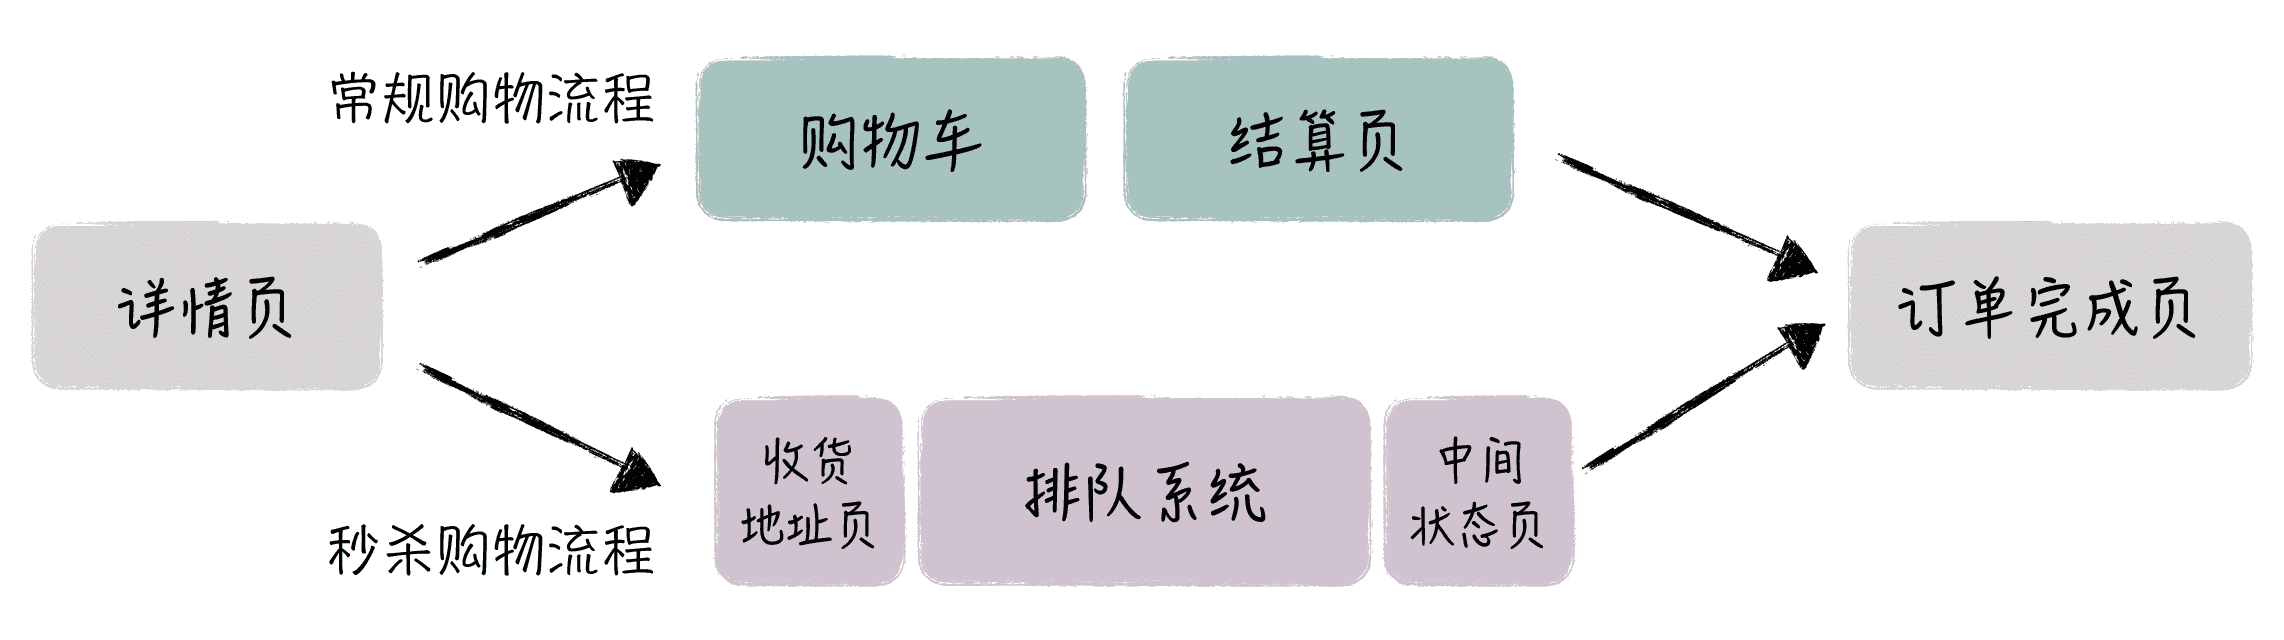 常规购物流程
购物车
结算页
详情页
订单完成页
收货
地址页
排队系统
中间
状态页
秒杀购物流程